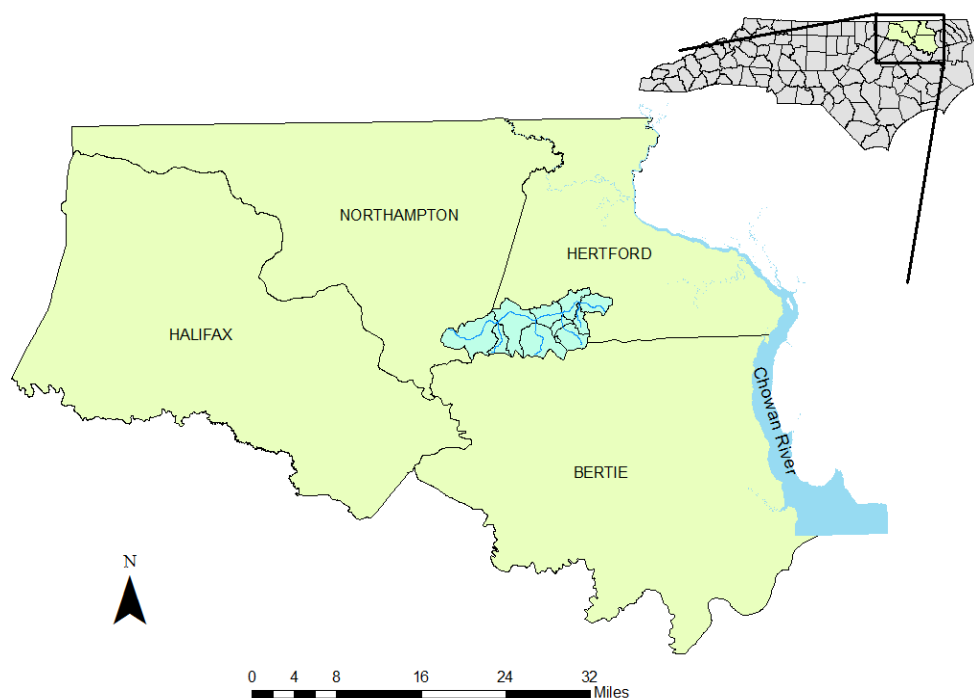 NORTHAMPTON
HERTFORD
HALIFAX
Chowan River
BERTIE
N
0 4 8 16 24 32
Miles